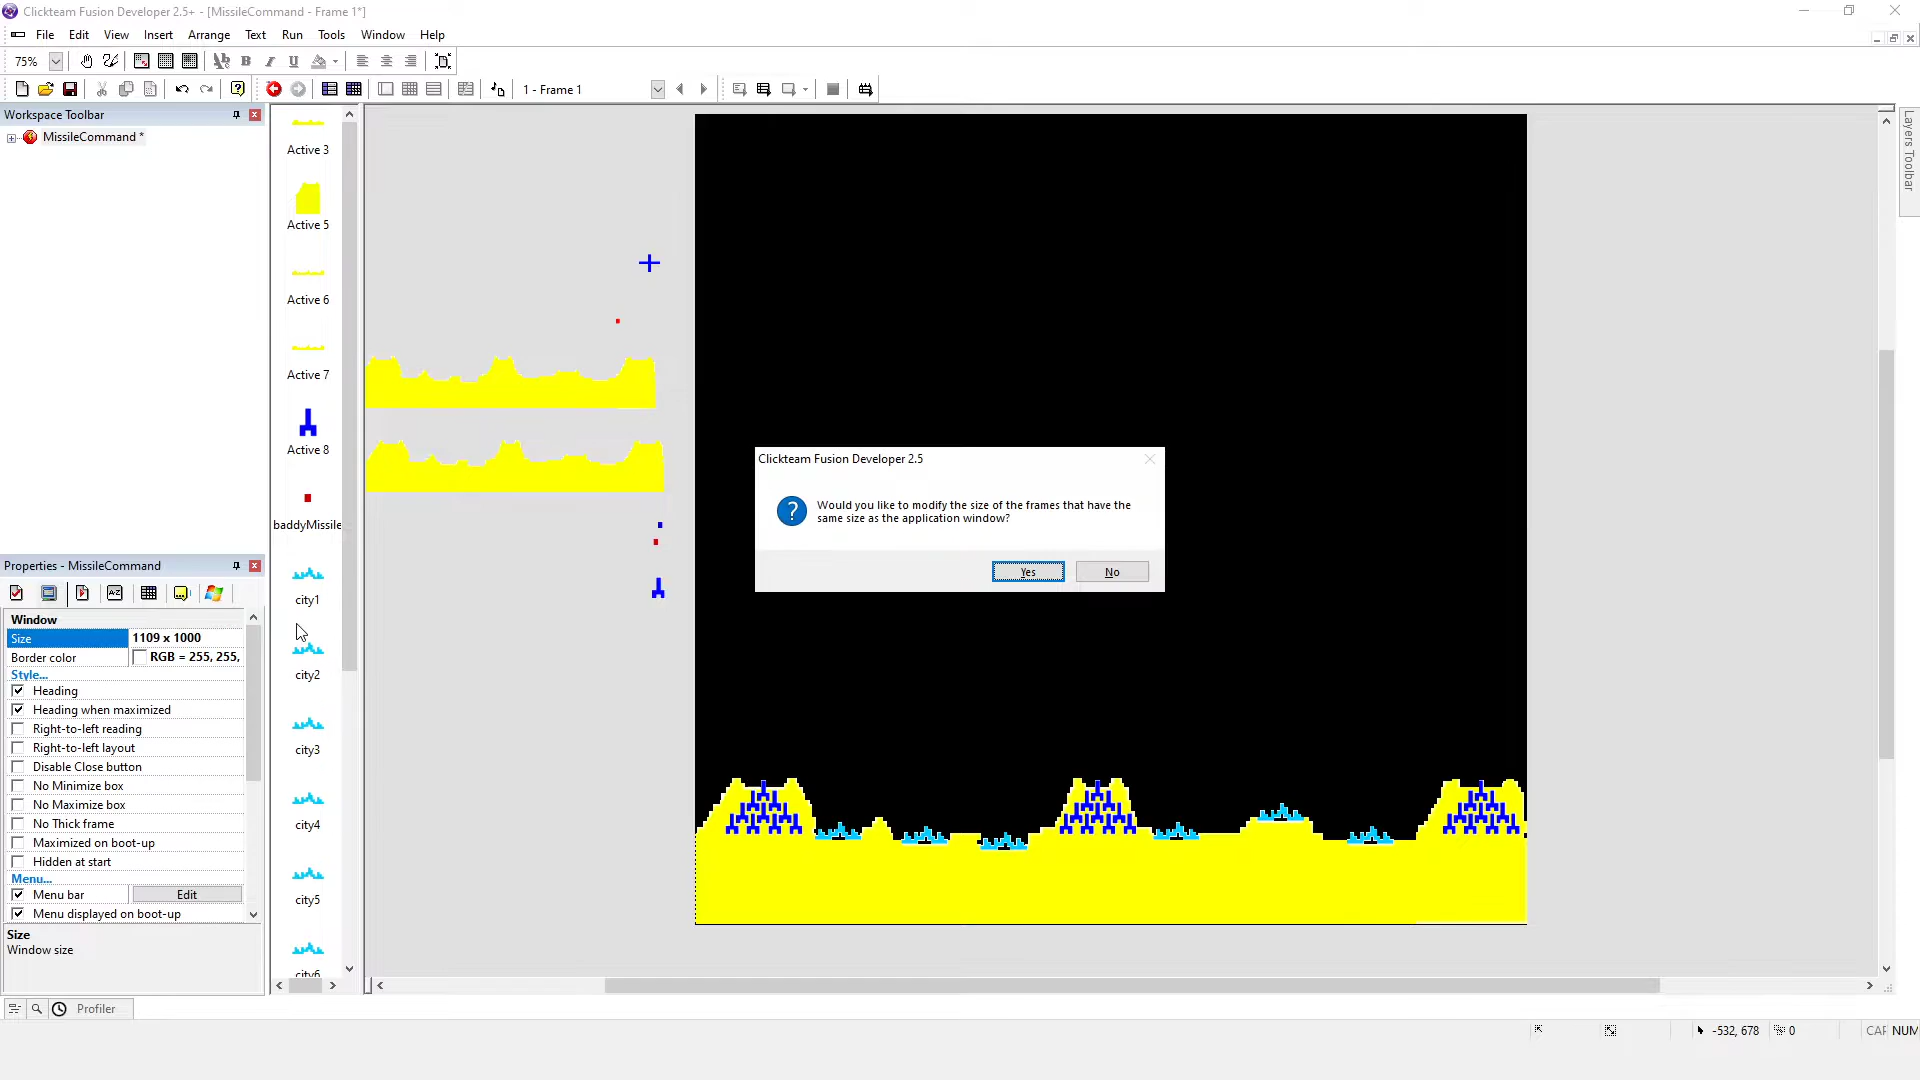 Clickteam Fusion Developer 2.5+ - [MissileCommand - Frame 1*]
File Edit View Insert Arrange Text Run Tools Window Help
75%
1 - Frame 1
Workspace Toolbar
MissileCommand *
Layers Toolbar
Active 3
Active 5
Active 6
Active 7
Active 8
baddyMissile
city1
city2
city3
city4
city5
city6
Clickteam Fusion Developer 2.5
Would you like to modify the size of the frames that have the
same size as the application window?
Yes No
Properties - MissileCommand
Window
Size 1109 x 1000
Border color RGB = 255, 255,
Style...
Heading
Heading when maximized
Right-to-left reading
Right-to-left layout
Disable Close button
No Minimize box
No Maximize box
No Thick frame
Maximized on boot-up
Hidden at start
Menu...
Menu bar Edit
Menu displayed on boot-up
Size
Window size
Profiler
-532, 678 0 CAP NUM